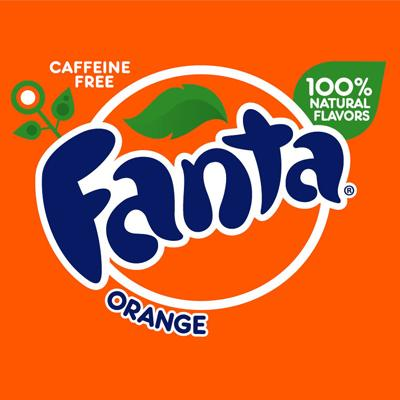 CAFFEINE
FREE
100%
NATURAL
FLAVORS
Fanta®
ORANGE